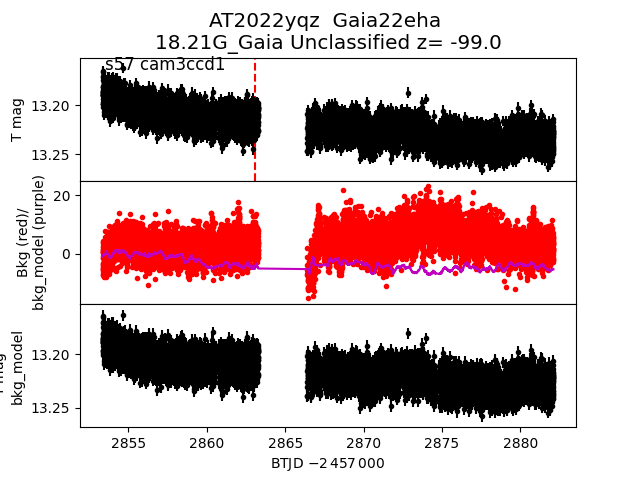 AT2022yqz  Gaia22eha
18.21G_Gaia Unclassified z= -99.0
s57 cam3ccd1
T mag
13.20
13.25
Bkg (red)/
bkg_model (purple)
20
0
bkg_model
13.20
13.25
2855
2860
2865
2870
2875
2880
BTJD −2 457 000